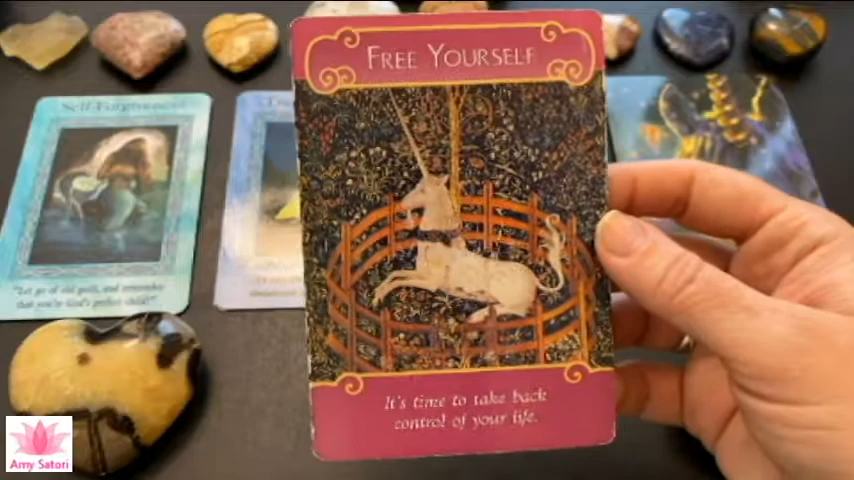 FREE YOURSELF
It's time to take back
control of your life.
Self-Forgiveness
"Let go of old guilt, and remember
that you're God's perfect child!"
Amy Satori